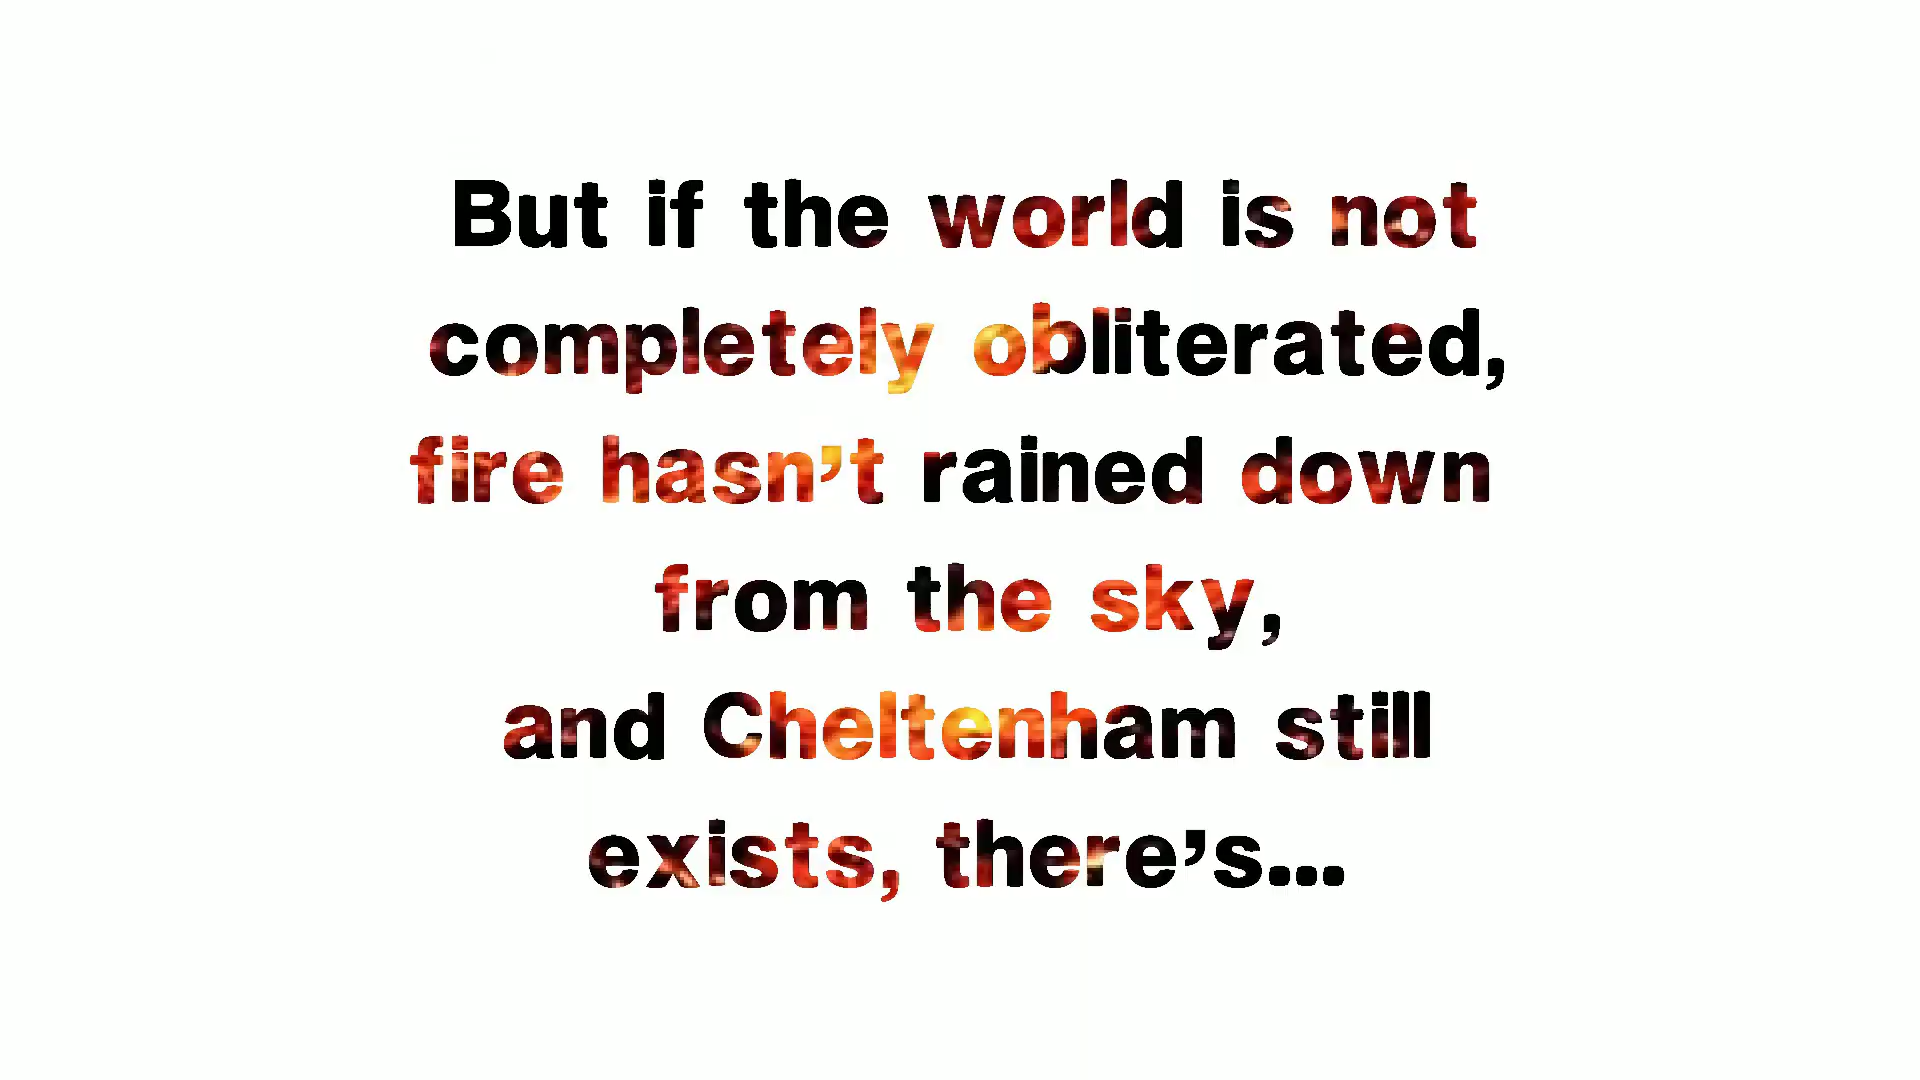 But if the world is not
completely obliterated,
fire hasn’t rained down
from the sky,
and Cheltenham still
exists, there’s...